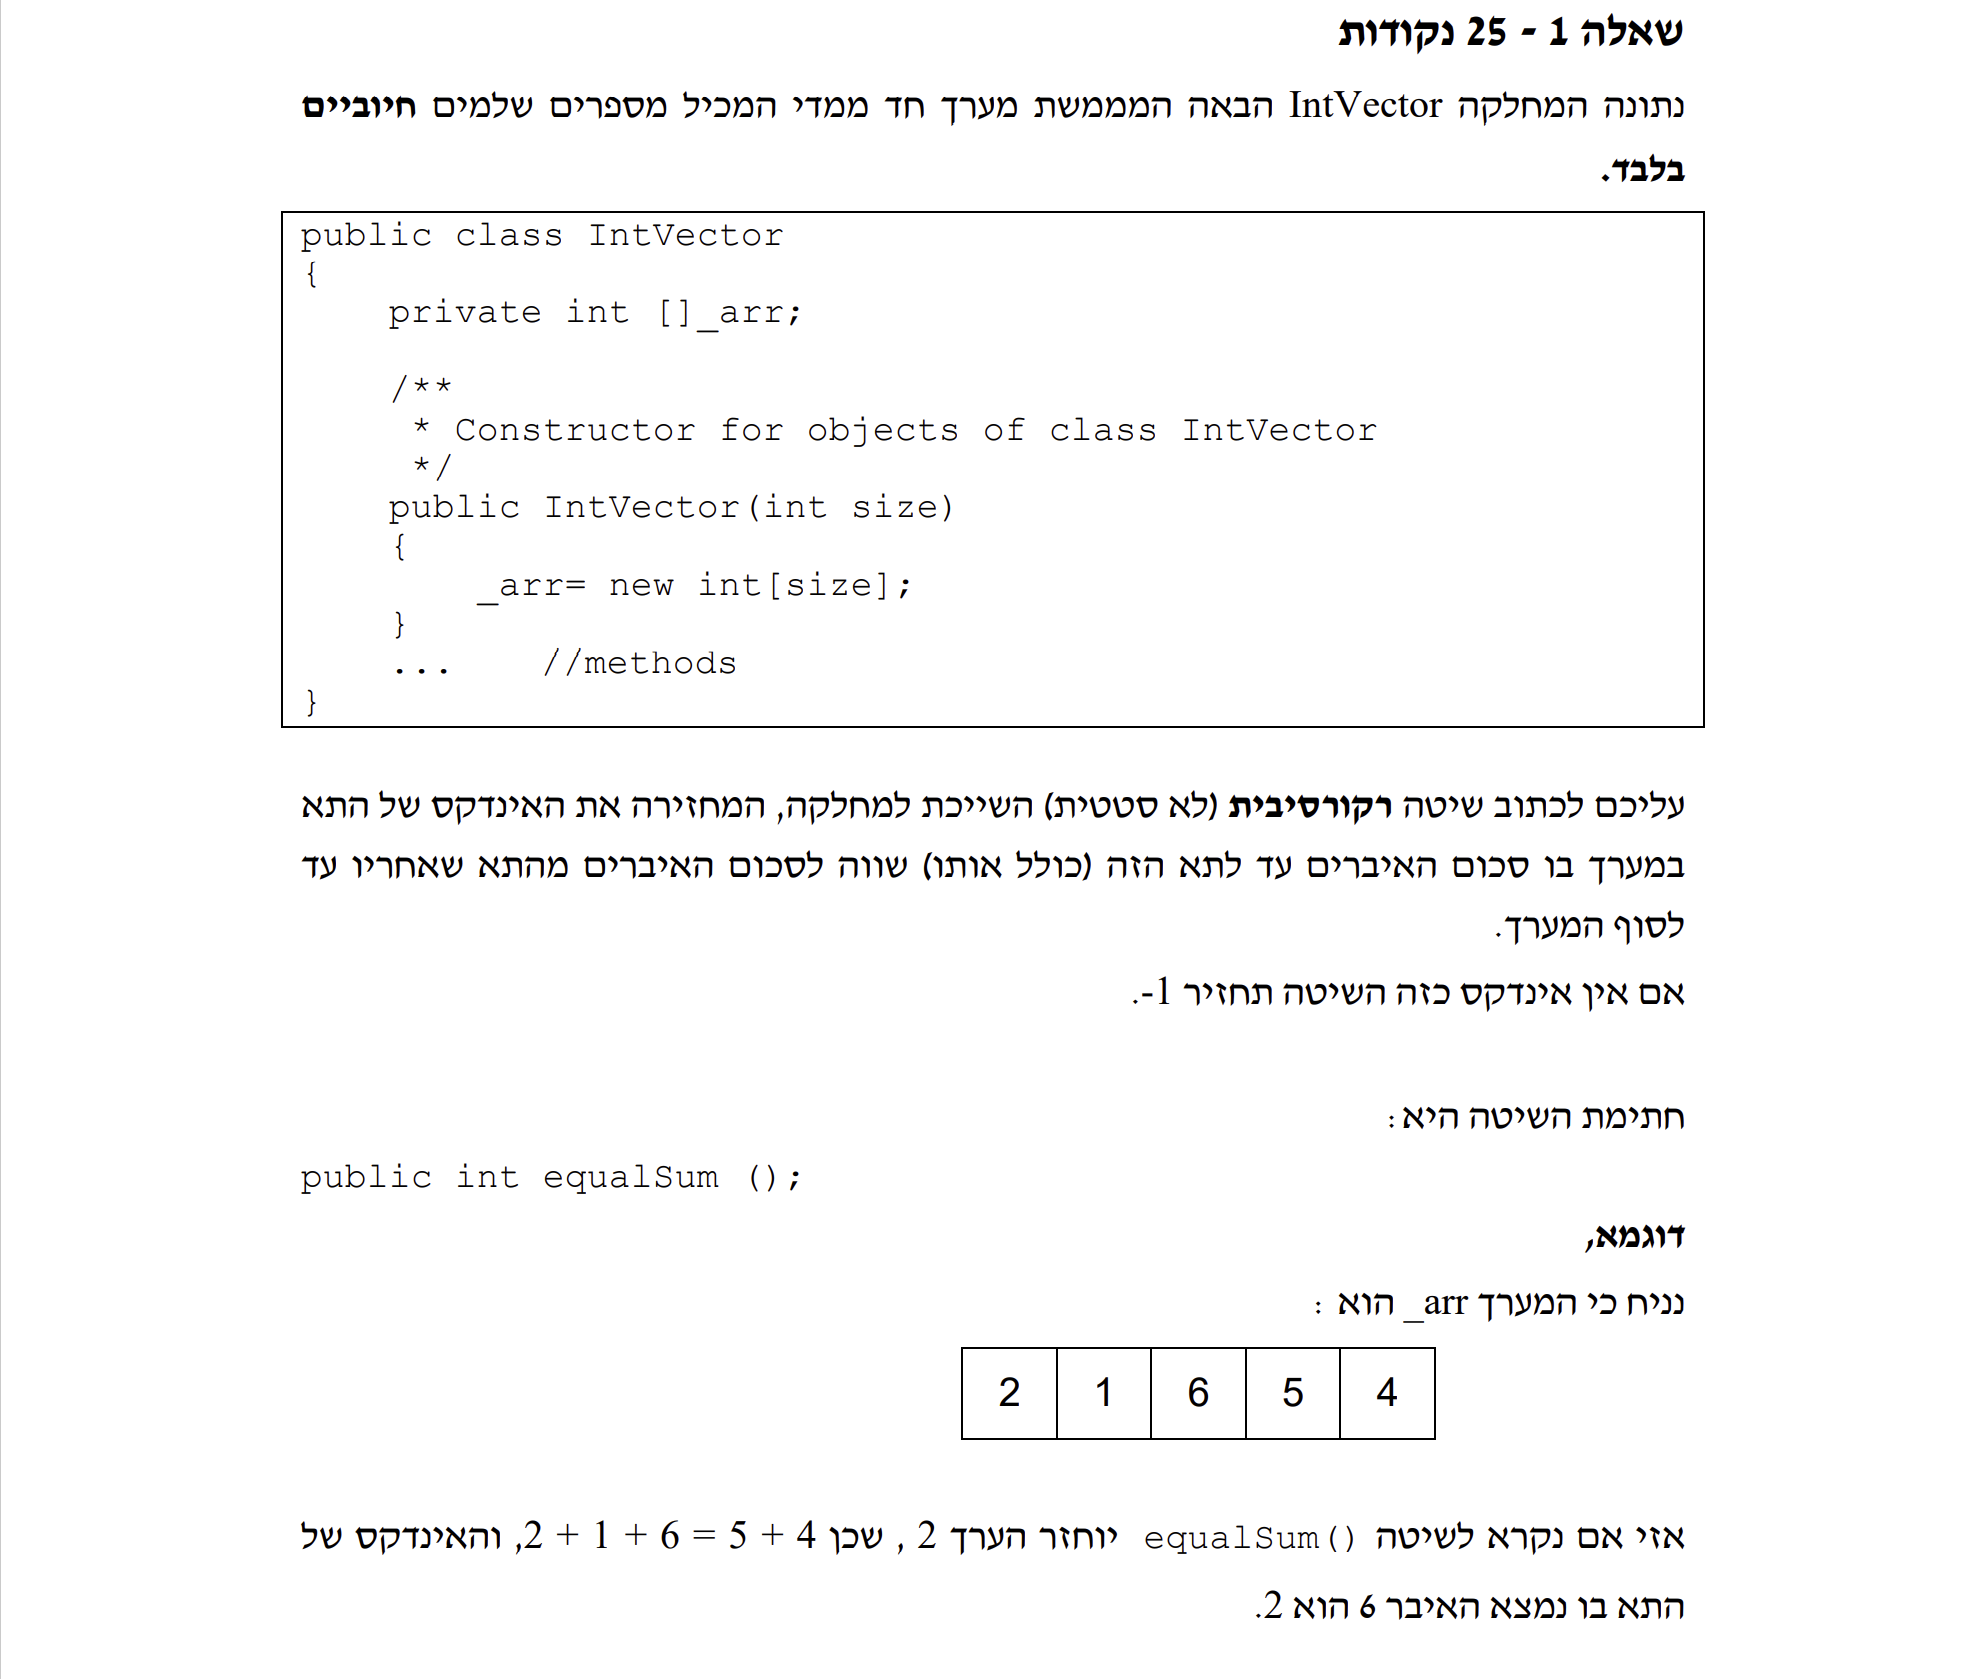 שאלה 1 - 25 נקודות
נתונה המחלקה IntVector הבאה המממשת מערך חד ממדי המכיל מספרים שלמים חיוביים
בלבד.
public class IntVector
{
    private int []_arr;
    /**
     * Constructor for objects of class IntVector
     */
    public IntVector(int size)
    {
        _arr= new int[size];
    }
    ...    //methods
}
עליכם לכתוב שיטה רקורסיבית (לא סטטית) השייכת למחלקה, המחזירה את האינדקס של התא
במערך בו סכום האיברים עד לתא הזה (כולל אותו) שווה לסכום האיברים מהתא שאחריו עד
לסוף המערך.
אם אין אינדקס כזה השיטה תחזיר 1-.
חתימת השיטה היא:
public int equalSum ();
דוגמא,
נניח כי המערך _arr הוא :
2 1 6 5 4
אזי אם נקרא לשיטה equalSum() יוחזר הערך 2 , שכן 2 + 1 + 6 = 5 + 4, והאינדקס של
התא בו נמצא האיבר 6 הוא 2.